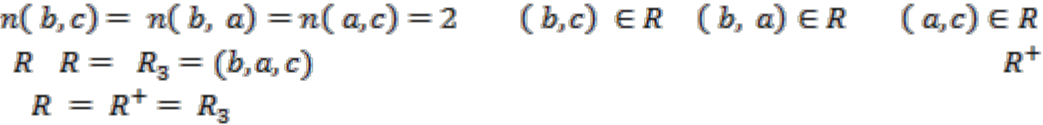 n( b,c) = n( b, a) = n( a,c) = 2 ( b,c) ∈ R ( b, a) ∈ R ( a,c) ∈ R
R R = R₃ = (b,a,c) R⁺
R = R⁺ = R₃